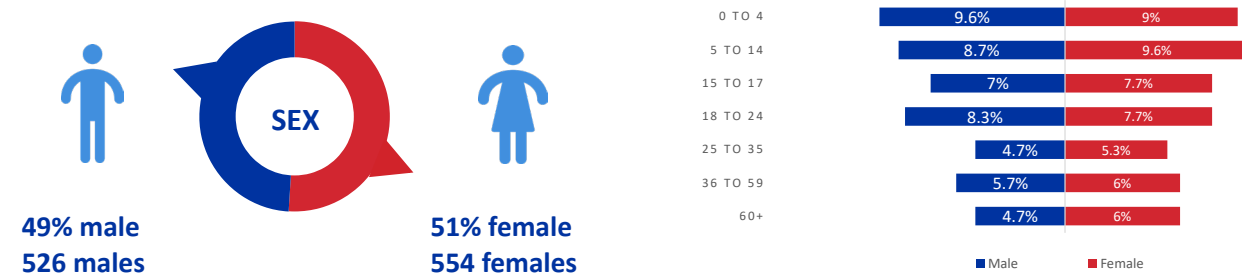 SEX
49% male
526 males
51% female
554 females
0 TO 4 9.6% 9%
5 TO 14 8.7% 9.6%
15 TO 17 7% 7.7%
18 TO 24 8.3% 7.7%
25 TO 35 4.7% 5.3%
36 TO 59 5.7% 6%
60+ 4.7% 6%
Male Female